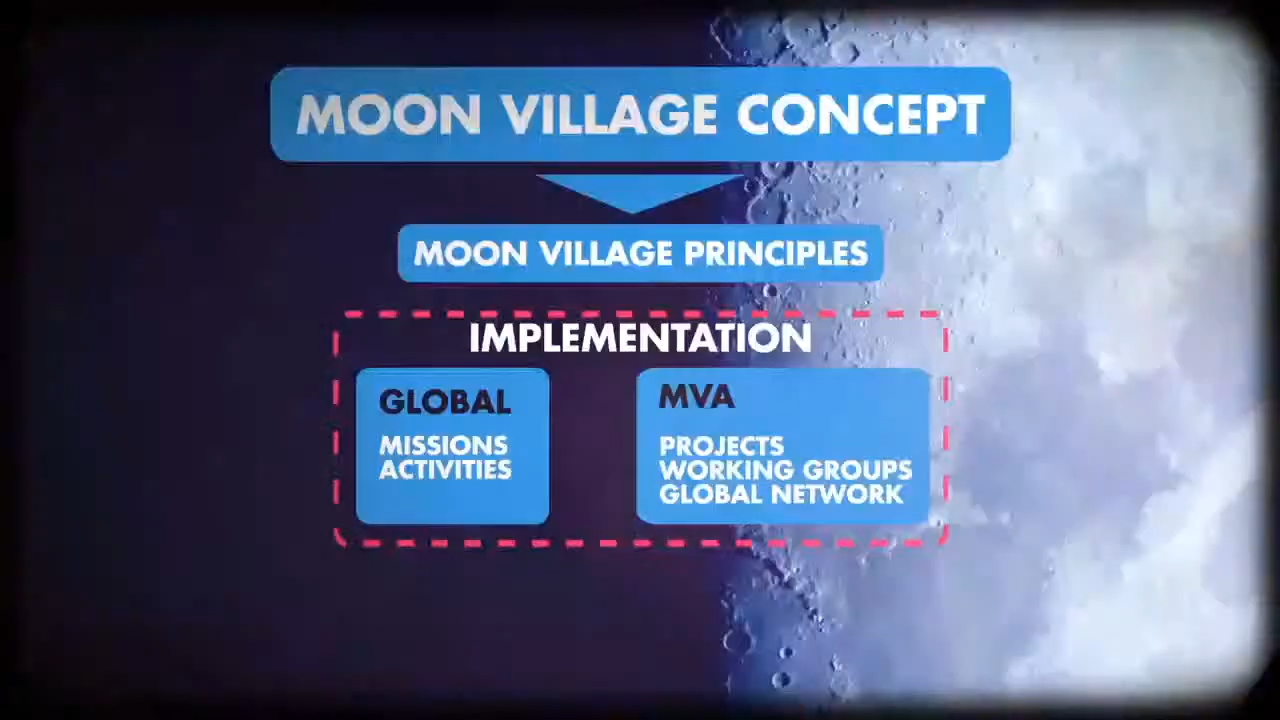 MOON VILLAGE CONCEPT
MOON VILLAGE PRINCIPLES
IMPLEMENTATION
GLOBAL
MISSIONS
ACTIVITIES
MVA
PROJECTS
WORKING GROUPS
GLOBAL NETWORK